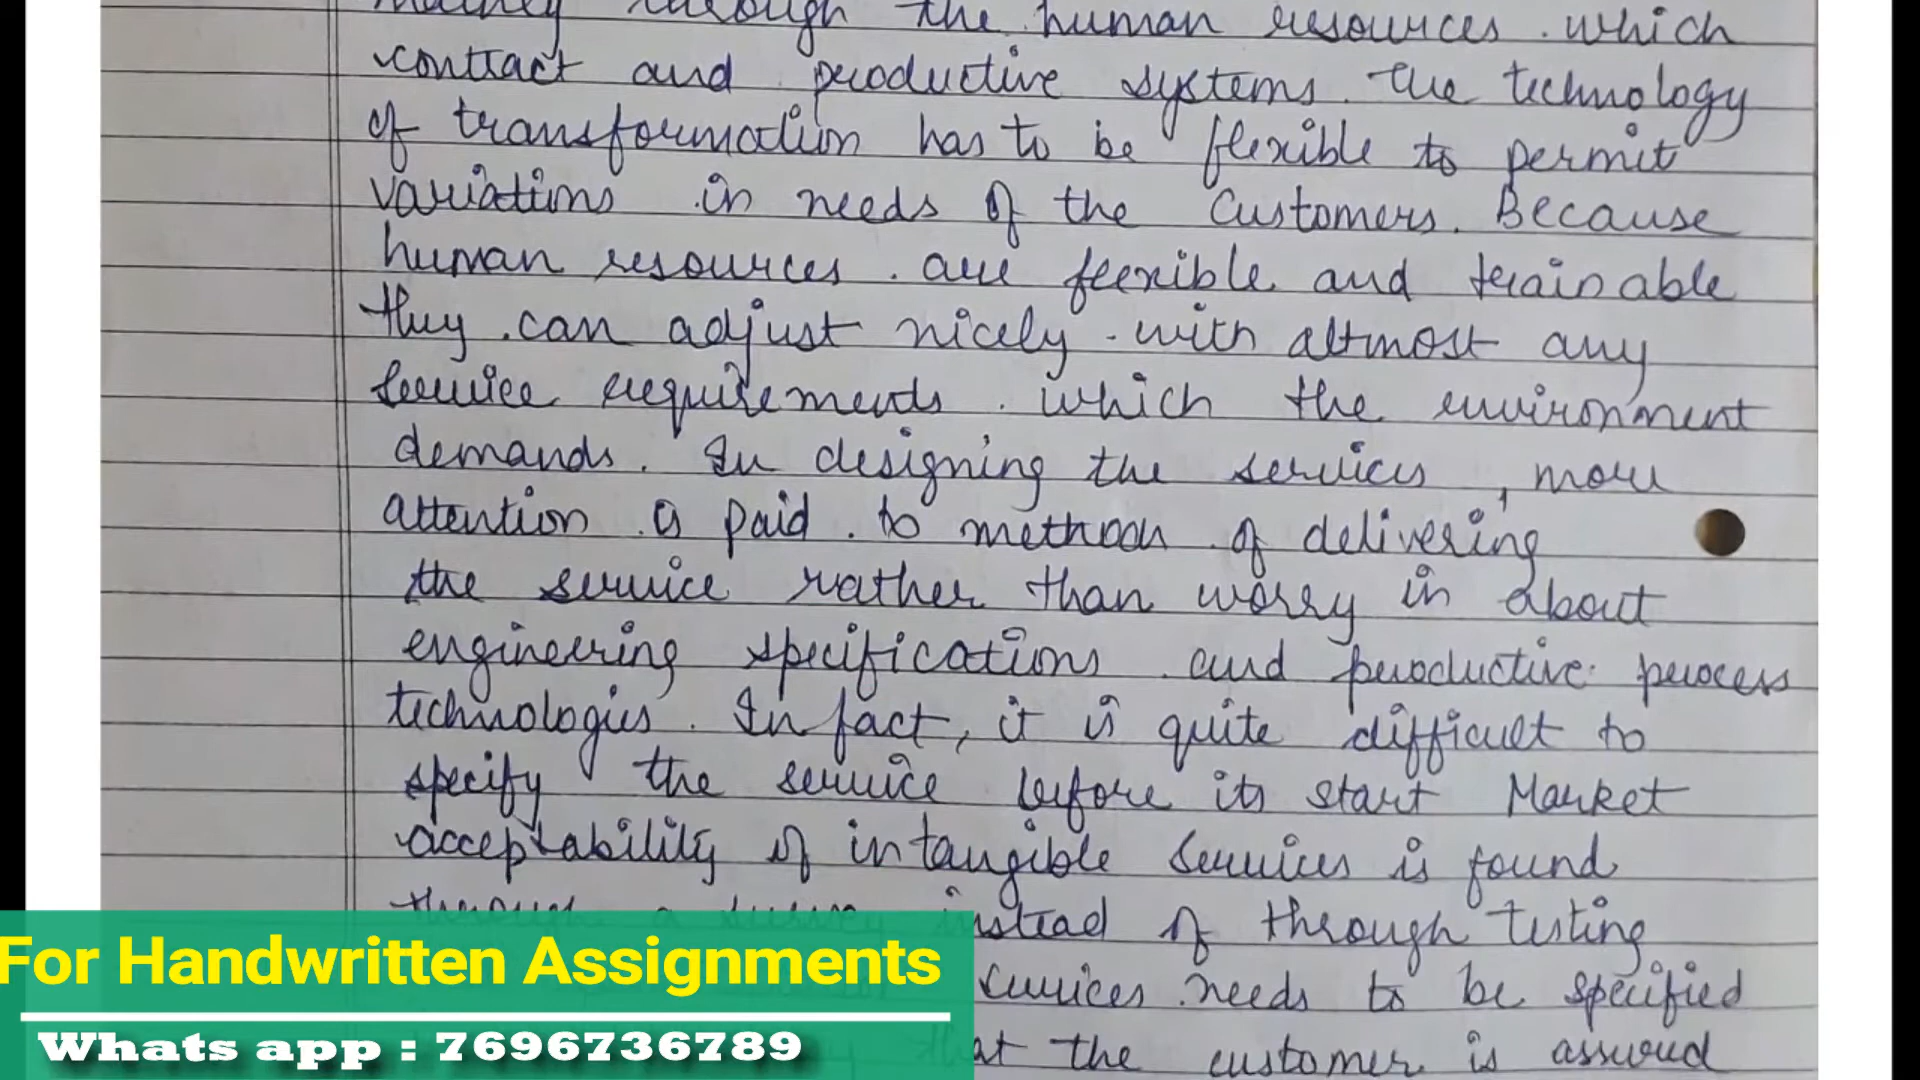 through the human resources . which
contract and productive systems. The technology
of transformation has to be flexible to permit
variations in needs of the customers. Because
human resources . are flexible and trainable
they can adjust nicely with altmost any
service requirements . which the environment
demands. In designing the services , more
attention is paid . to methods of delivering
the service rather than worry in about
engineering specifications . and productive process
technologies. In fact, it is quite difficult to
specify the service before its start Market
acceptability of intangible services is found
through a survey instead of through testing
services needs to be specified
that the customer is assured
For Handwritten Assignments
Whats app : 7696736789